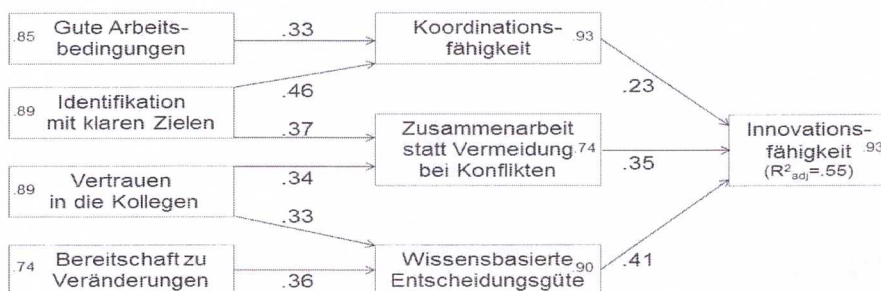 .85 Gute Arbeits-
bedingungen
.33
Koordinations-
fähigkeit
.93
.46
.23
.89 Identifikation
mit klaren Zielen
.37
Zusammenarbeit
statt Vermeidung .74
bei Konflikten
.35
Innovations-
fähigkeit .93
(R²adj=.55)
.89 Vertrauen
in die Kollegen
.34
.33
.74 Bereitschaft zu
Veränderungen
.36
Wissensbasierte
Entscheidungsgüte .90
.41